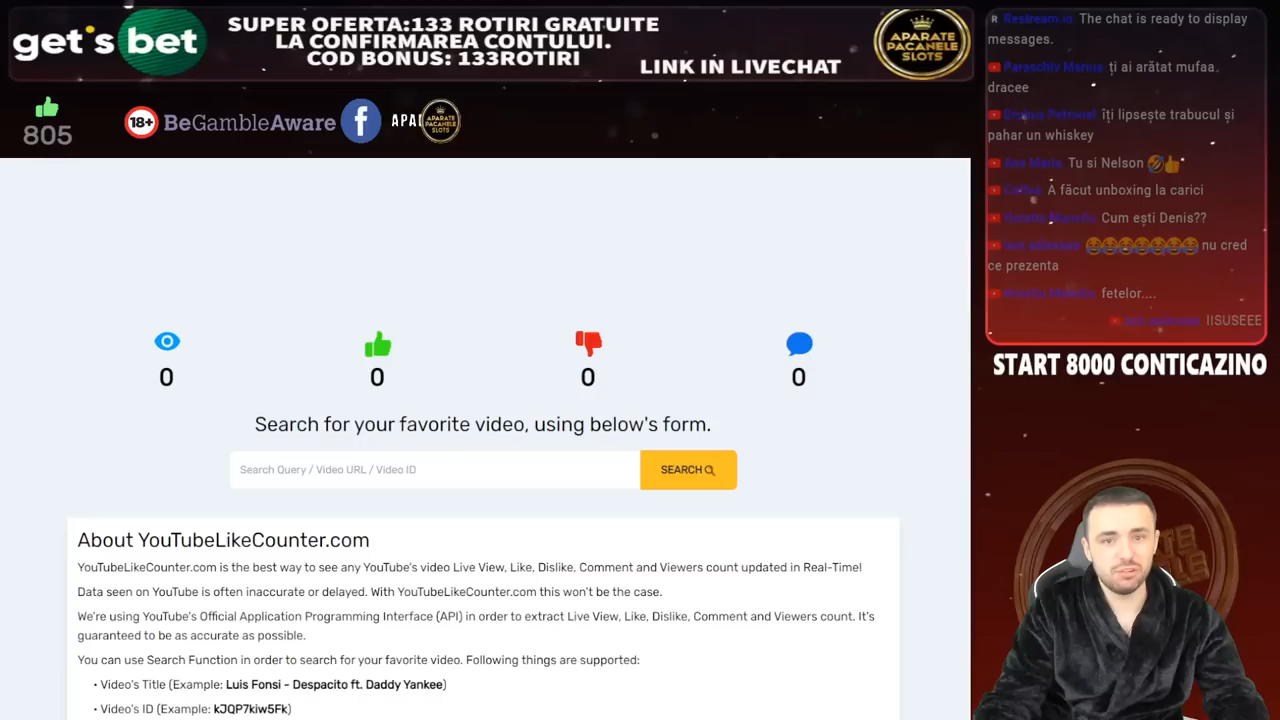 get's bet
SUPER OFERTA:133 ROTIRI GRATUITE
LA CONFIRMAREA CONTULUI.
COD BONUS: 133ROTIRI
LINK IN LIVECHAT
APARATE
PACANELE
SLOTS
805
18+ BeGambleAware
APA
APARATE
PACANELE
SLOTS
Restream.io The chat is ready to display
messages.
ți ai arătat mufaa
dracee
îți lipsește trabucul și
pahar un whiskey
Ana Maria Tu si Nelson 🤣👍
A făcut unboxing la carici
Cum ești Denis??
😂😂😂😂😂😂😂 nu cred
ce prezenta
fetelor....
IISUSEEE
START 8000 CONTICAZINO
0
0
0
0
Search for your favorite video, using below's form.
Search Query / Video URL / Video ID
SEARCH
About YouTubeLikeCounter.com
YouTubeLikeCounter.com is the best way to see any YouTube's video Live View, Like, Dislike, Comment and Viewers count updated in Real-Time!
Data seen on YouTube is often inaccurate or delayed. With YouTubeLikeCounter.com this won't be the case.
We're using YouTube's Official Application Programming Interface (API) in order to extract Live View, Like, Dislike, Comment and Viewers count. It's
guaranteed to be as accurate as possible.
You can use Search Function in order to search for your favorite video. Following things are supported:
• Video's Title (Example: Luis Fonsi - Despacito ft. Daddy Yankee)
• Video's ID (Example: kJQP7kiw5Fk)